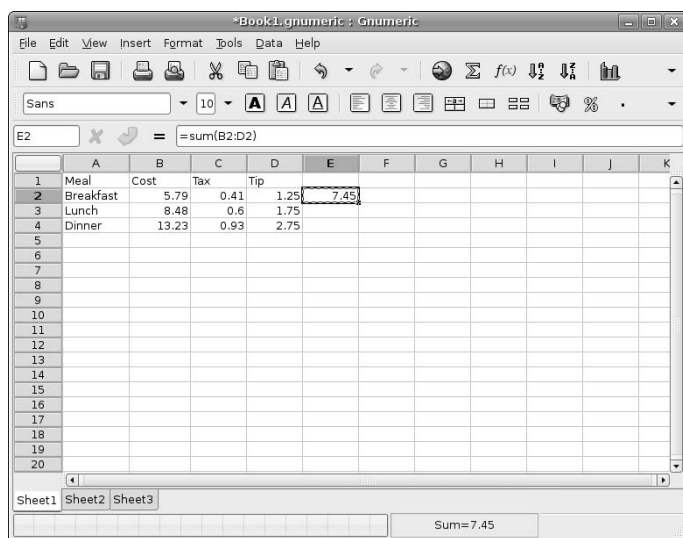 *Book1.gnumeric : Gnumeric
File Edit View Insert Format Tools Data Help
f(x)
Sans 10 A A A %
E2 = =sum(B2:D2)
A B C D E F G H I J K
1 Meal Cost Tax Tip
2 Breakfast 5.79 0.41 1.25 7.45
3 Lunch 8.48 0.6 1.75
4 Dinner 13.23 0.93 2.75
5
6
7
8
9
10
11
12
13
14
15
16
17
18
19
20
Sheet1 Sheet2 Sheet3
Sum=7.45